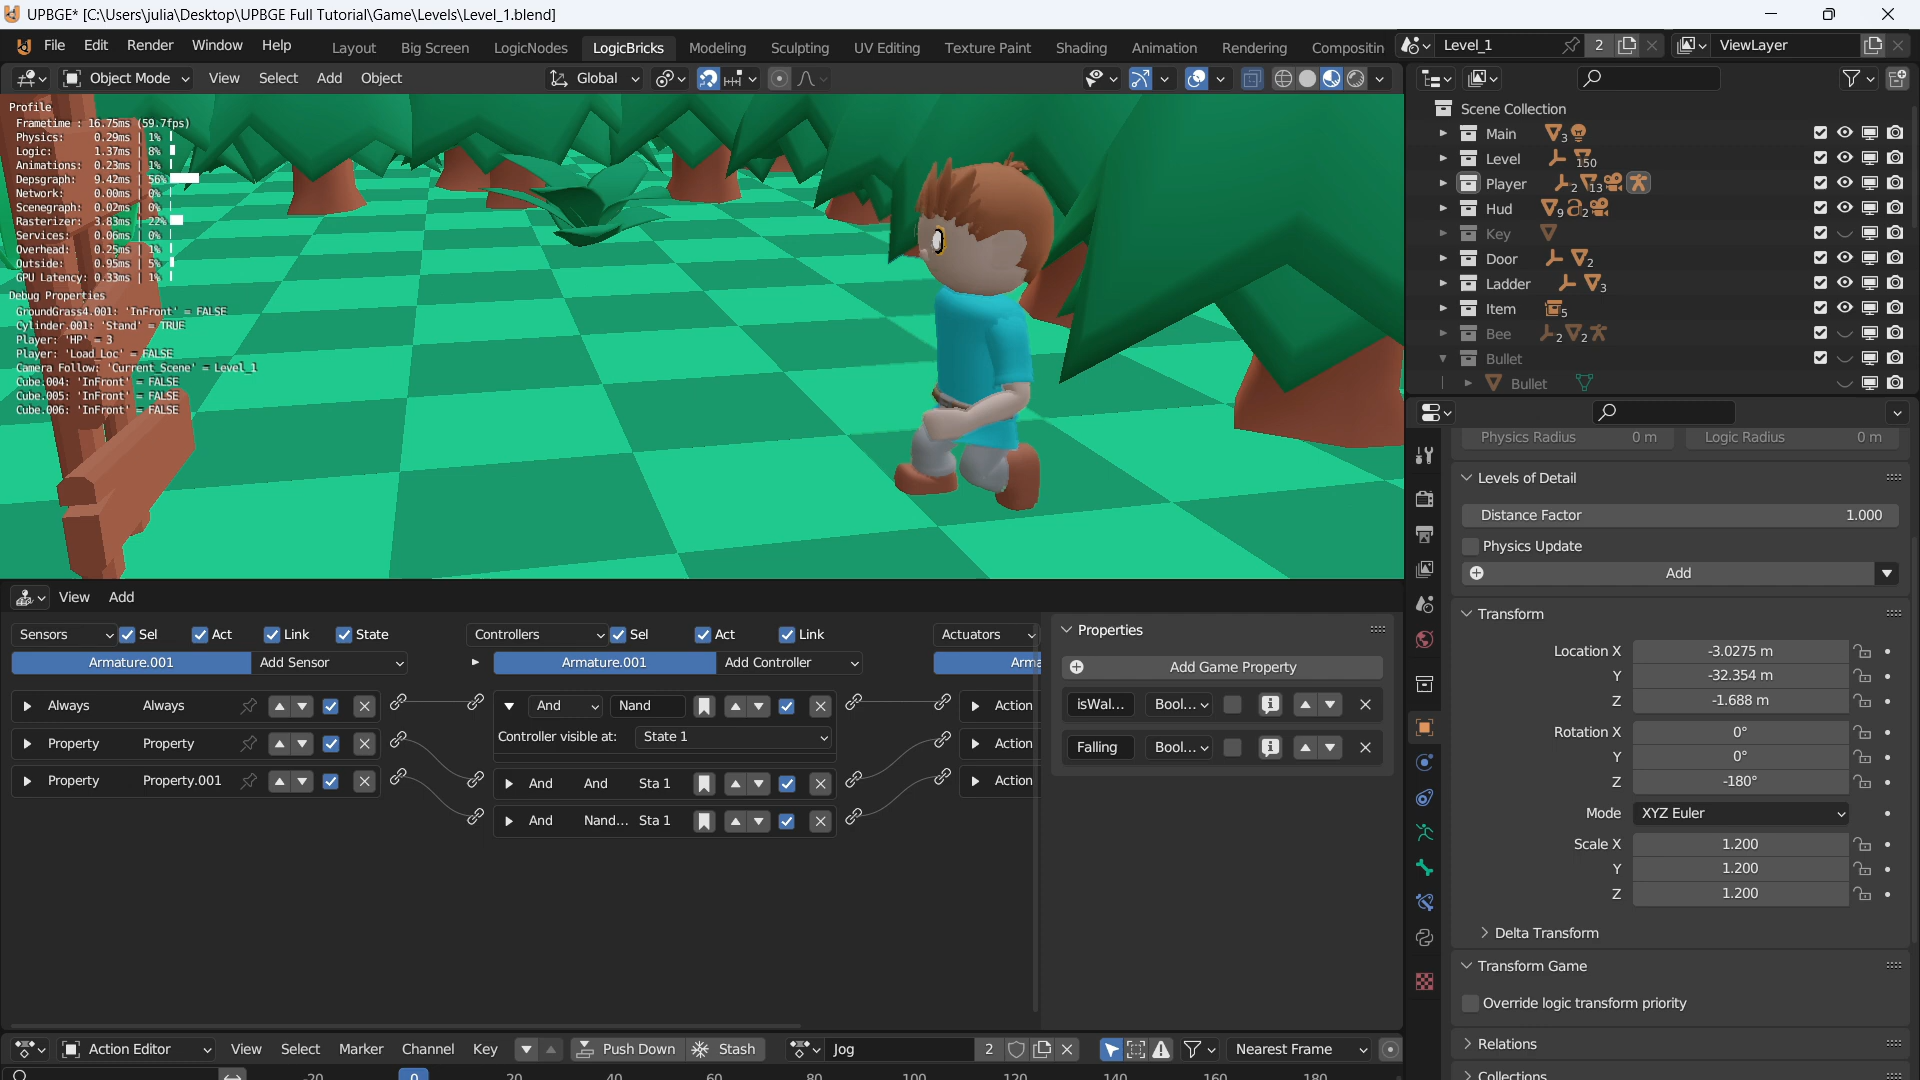 UPBGE* [C:\Users\julia\Desktop\UPBGE Full Tutorial\Game\Levels\Level_1.blend]
File Edit Render Window Help Layout Big Screen LogicNodes LogicBricks Modeling Sculpting UV Editing Texture Paint Shading Animation Rendering Compositin Level_1 2 ViewLayer
Object Mode View Select Add Object Global
Profile
Frametime : 16.75ms (59.7fps)
Physics: 0.29ms | 1%
Logic: 1.37ms | 8%
Animations: 0.23ms | 1%
Depsgraph: 9.42ms | 56%
Network: 0.00ms | 0%
Scenegraph: 0.02ms | 0%
Rasterizer: 3.83ms | 22%
Services: 0.06ms | 0%
Overhead: 0.25ms | 1%
Outside: 0.95ms | 5%
GPU Latency: 0.33ms | 1%
Debug Properties
GroundGrass4.001: 'InFront' = FALSE
Cylinder.001: 'Stand' = TRUE
Player: 'HP' = 3
Player: 'Load_Loc' = FALSE
Camera Follow: 'Current_Scene' = Level_1
Cube.004: 'InFront' = FALSE
Cube.005: 'InFront' = FALSE
Cube.006: 'InFront' = FALSE
Scene Collection
Main 3
Level 150
Player 2 13
Hud 9 2
Key
Door 2
Ladder 3
Item 5
Bee 2 2
Bullet
Bullet
Physics Radius 0 m Logic Radius 0 m
Levels of Detail
Distance Factor 1.000
Physics Update
Add
Transform
Location X -3.0275 m
Y -32.354 m
Z -1.688 m
Rotation X 0°
Y 0°
Z -180°
Mode XYZ Euler
Scale X 1.200
Y 1.200
Z 1.200
Delta Transform
Transform Game
Override logic transform priority
Relations
Collections
View Add
Sensors Sel Act Link State Controllers Sel Act Link Actuators
Armature.001 Add Sensor Armature.001 Add Controller Arma
Always Always And Nand Action
Controller visible at: State 1
Property Property And And Sta 1 Action
Property Property.001 And Nand... Sta 1 Action
Properties
Add Game Property
isWal... Bool...
Falling Bool...
Action Editor View Select Marker Channel Key Push Down Stash Jog 2 Nearest Frame
-20 0 20 40 60 80 100 120 140 160 180